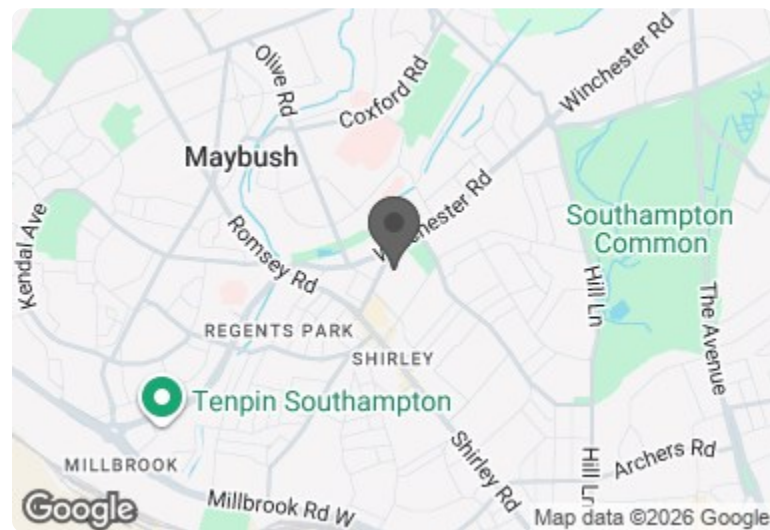 Olive Rd
Coxford Rd
Winchester Rd
Maybush
Kendal Ave
Romsey Rd
Winchester Rd
Southampton
Common
Hill Ln
The Avenue
REGENTS PARK
SHIRLEY
Tenpin Southampton
MILLBROOK
Shirley Rd
Archers Rd
Hill Ln
Millbrook Rd W
Google
Map data ©2026 Google